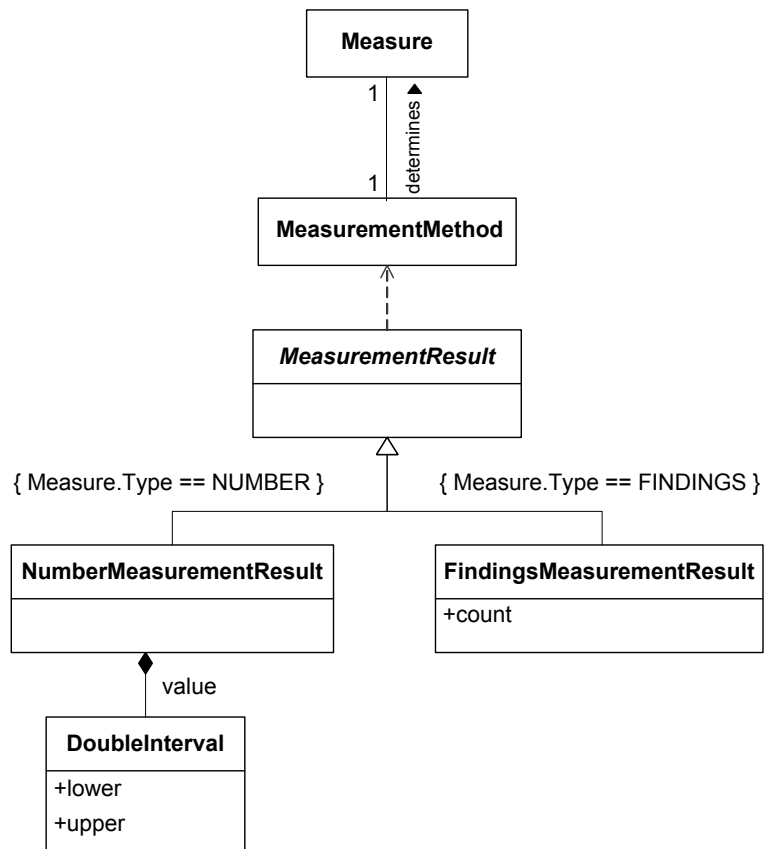 Measure
1
determines
1
MeasurementMethod
MeasurementResult
{ Measure.Type == NUMBER }
{ Measure.Type == FINDINGS }
NumberMeasurementResult
FindingsMeasurementResult
+count
value
DoubleInterval
+lower
+upper